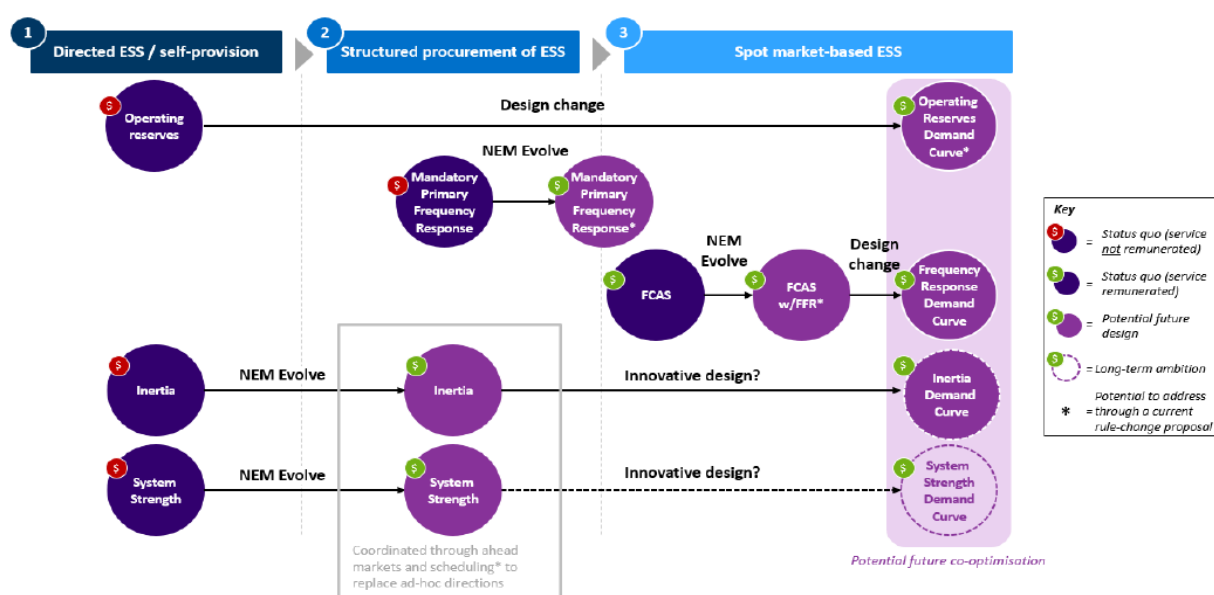 1
Directed ESS / self-provision
2
Structured procurement of ESS
3
Spot market-based ESS
$
Operating
reserves
Design change
$
Operating
Reserves
Demand
Curve*
NEM Evolve
$
Mandatory
Primary
Frequency
Response
$
Mandatory
Primary
Frequency
Response*
$
FCAS
NEM
Evolve
$
FCAS
w/FFR*
Design
change
$
Frequency
Response
Demand
Curve
$
Inertia
NEM Evolve
$
Inertia
Innovative design?
$
Inertia
Demand
Curve
$
System
Strength
NEM Evolve
$
System
Strength
Innovative design?
$
System
Strength
Demand
Curve
Coordinated through ahead
markets and scheduling* to
replace ad-hoc directions
Potential future co-optimisation
Key
$
= Status quo (service
not remunerated)
$
= Status quo (service
remunerated)
$
= Potential future
design
$
= Long-term ambition
Potential to address
* = through a current
rule-change proposal